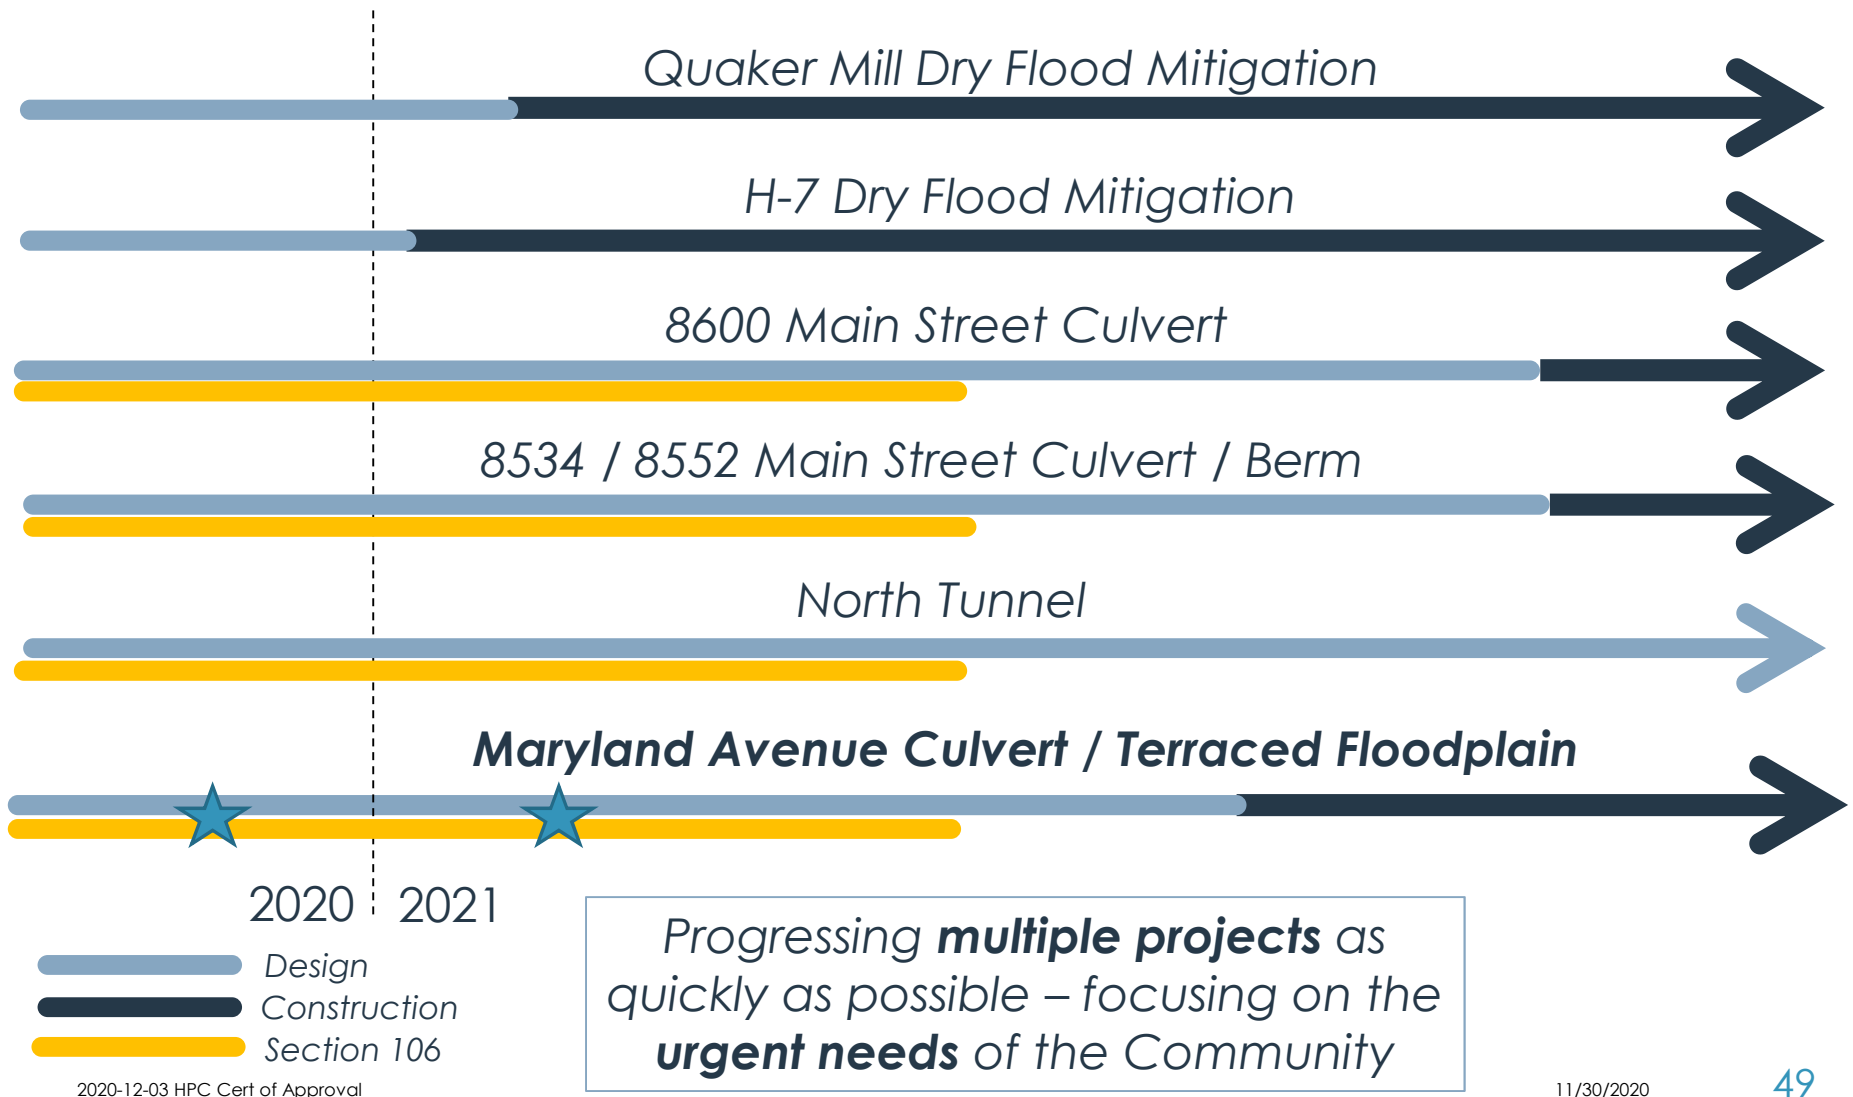 Quaker Mill Dry Flood Mitigation
H-7 Dry Flood Mitigation
8600 Main Street Culvert
8534 / 8552 Main Street Culvert / Berm
North Tunnel
Maryland Avenue Culvert / Terraced Floodplain
2020 2021
Design
Construction
Section 106
Progressing multiple projects as
quickly as possible – focusing on the
urgent needs of the Community
2020-12-03 HPC Cert of Approval
11/30/2020
49